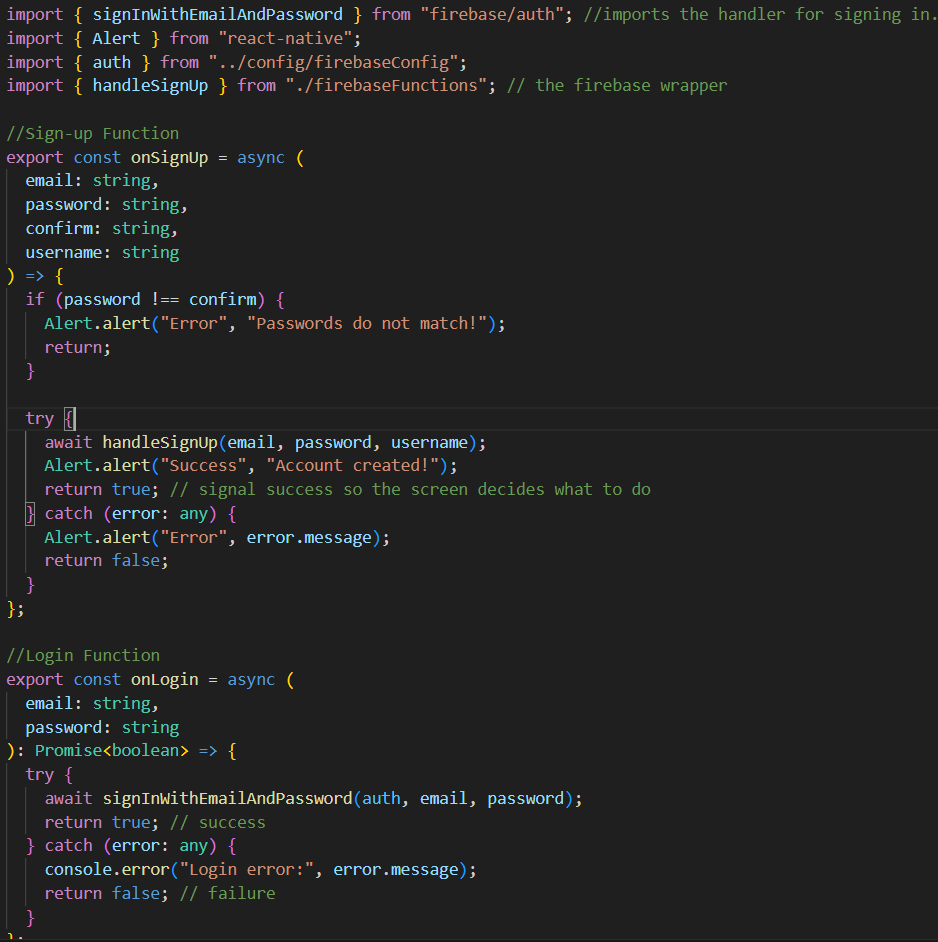 import { signInWithEmailAndPassword } from "firebase/auth"; //imports the handler for signing in.
import { Alert } from "react-native";
import { auth } from "../config/firebaseConfig";
import { handleSignUp } from "./firebaseFunctions"; // the firebase wrapper

//Sign-up Function
export const onSignUp = async (
  email: string,
  password: string,
  confirm: string,
  username: string
) => {
  if (password !== confirm) {
    Alert.alert("Error", "Passwords do not match!");
    return;
  }

  try {
    await handleSignUp(email, password, username);
    Alert.alert("Success", "Account created!");
    return true; // signal success so the screen decides what to do
  } catch (error: any) {
    Alert.alert("Error", error.message);
    return false;
  }
};

//Login Function
export const onLogin = async (
  email: string,
  password: string
): Promise<boolean> => {
  try {
    await signInWithEmailAndPassword(auth, email, password);
    return true; // success
  } catch (error: any) {
    console.error("Login error:", error.message);
    return false; // failure
  }
};